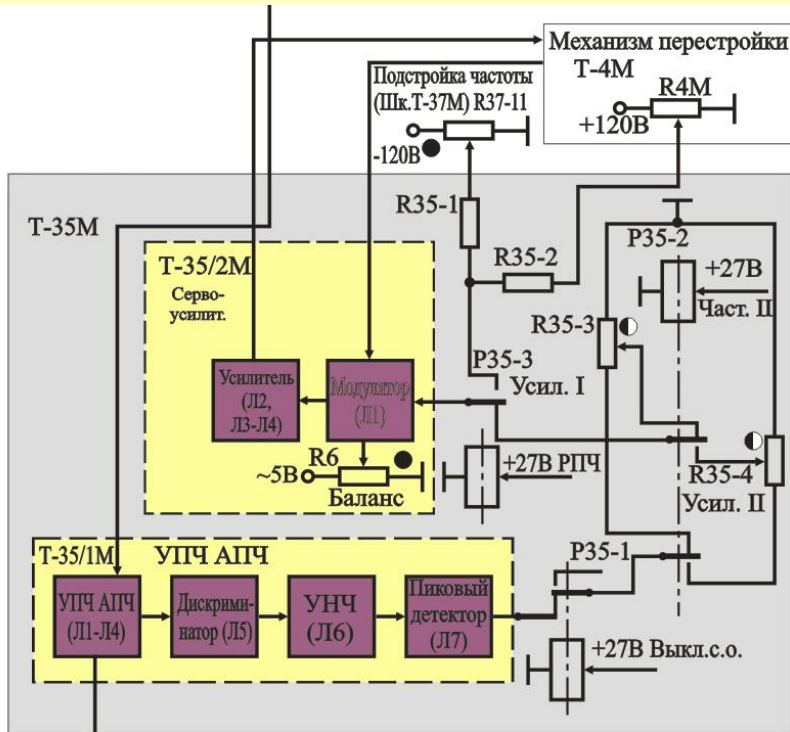 Механизм перестройки
Т-4М
R4М
+120В
Подстройка частоты
(Шк.Т-37М) R37-11
-120В
Т-35М
R35-1
R35-2
Р35-2
+27В
Част. II
R35-3
Т-35/2М
Серво-
усилит.
Р35-3
Усил. I
Усилитель
(Л2,
Л3-Л4)
Модулятор
(Л1)
R6
~5В
Баланс
+27В РПЧ
R35-4
Усил. II
Т-35/1М
УПЧ АПЧ
Р35-1
УПЧ АПЧ
(Л1-Л4)
Дискрими-
натор (Л5)
УНЧ
(Л6)
Пиковый
детектор
(Л7)
+27В Выкл.с.о.